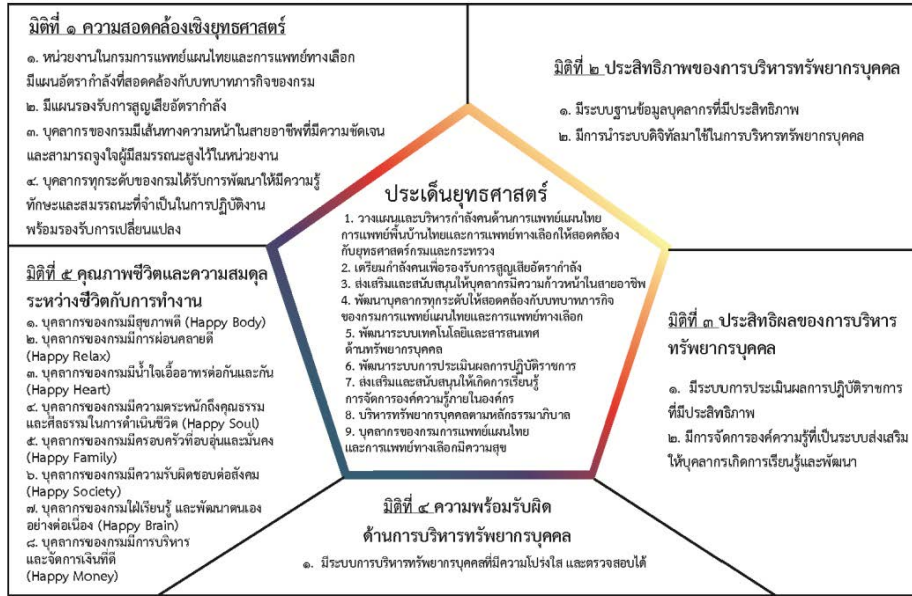 มิติที่ ๑ ความสอดคล้องเชิงยุทธศาสตร์
๑. หน่วยงานในกรมการแพทย์แผนไทยและการแพทย์ทางเลือก
มีแผนอัตรากำลังที่สอดคล้องกับบทบาทภารกิจของกรม
๒. มีแผนรองรับการสูญเสียอัตรากำลัง
๓. บุคลากรของกรมมีเส้นทางความหน้าในสายอาชีพที่มีความชัดเจน
และสามารถจูงใจผู้มีสมรรถนะสูงไว้ในหน่วยงาน
๔. บุคลากรทุกระดับของกรมได้รับการพัฒนาให้มีความรู้
ทักษะและสมรรถนะที่จำเป็นในการปฏิบัติงาน
พร้อมรองรับการเปลี่ยนแปลง
มิติที่ ๒ ประสิทธิภาพของการบริหารทรัพยากรบุคคล
๑. มีระบบฐานข้อมูลบุคลากรที่มีประสิทธิภาพ
๒. มีการนำระบบดิจิทัลมาใช้ในการบริหารทรัพยากรบุคคล
ประเด็นยุทธศาสตร์
1. วางแผนและบริหารกำลังคนด้านการแพทย์แผนไทย
การแพทย์พื้นบ้านไทยและการแพทย์ทางเลือกให้สอดคล้อง
กับยุทธศาสตร์กรมและกระทรวง
2. เตรียมกำลังคนเพื่อรองรับการสูญเสียอัตรากำลัง
3. ส่งเสริมและสนับสนุนให้บุคลากรมีความก้าวหน้าในสายอาชีพ
4. พัฒนาบุคลากรทุกระดับให้สอดคล้องกับบทบาทภารกิจ
ของกรมการแพทย์แผนไทยและการแพทย์ทางเลือก
5. พัฒนาระบบเทคโนโลยีและสารสนเทศ
ด้านทรัพยากรบุคคล
6. พัฒนาระบบการประเมินผลการปฏิบัติราชการ
7. ส่งเสริมและสนับสนุนให้เกิดการเรียนรู้
การจัดการองค์ความรู้ภายในองค์กร
8. บริหารทรัพยากรบุคคลตามหลักธรรมาภิบาล
9. บุคลากรของกรมการแพทย์แผนไทย
และการแพทย์ทางเลือกมีความสุข
มิติที่ ๓ ประสิทธิผลของการบริหาร
ทรัพยากรบุคคล
๑. มีระบบการประเมินผลการปฏิบัติราชการ
ที่มีประสิทธิภาพ
๒. มีการจัดการองค์ความรู้ที่เป็นระบบส่งเสริม
ให้บุคลากรเกิดการเรียนรู้และพัฒนา
มิติที่ ๔ ความพร้อมรับผิด
ด้านการบริหารทรัพยากรบุคคล
๑. มีระบบการบริหารทรัพยากรบุคคลที่มีความโปร่งใส และตรวจสอบได้
มิติที่ ๕ คุณภาพชีวิตและความสมดุล
ระหว่างชีวิตกับการทำงาน
๑. บุคลากรของกรมมีสุขภาพดี (Happy Body)
๒. บุคลากรของกรมมีการผ่อนคลายดี
(Happy Relax)
๓. บุคลากรของกรมมีน้ำใจเอื้ออาทรต่อกันและกัน
(Happy Heart)
๔. บุคลากรของกรมมีความตระหนักถึงคุณธรรม
และศีลธรรมในการดำเนินชีวิต (Happy Soul)
๕. บุคลากรของกรมมีครอบครัวที่อบอุ่นและมั่นคง
(Happy Family)
๖. บุคลากรของกรมมีความรับผิดชอบต่อสังคม
(Happy Society)
๗. บุคลากรของกรมใฝ่เรียนรู้ และพัฒนาตนเอง
อย่างต่อเนื่อง (Happy Brain)
๘. บุคลากรของกรมมีการบริหาร
และจัดการเงินที่ดี
(Happy Money)